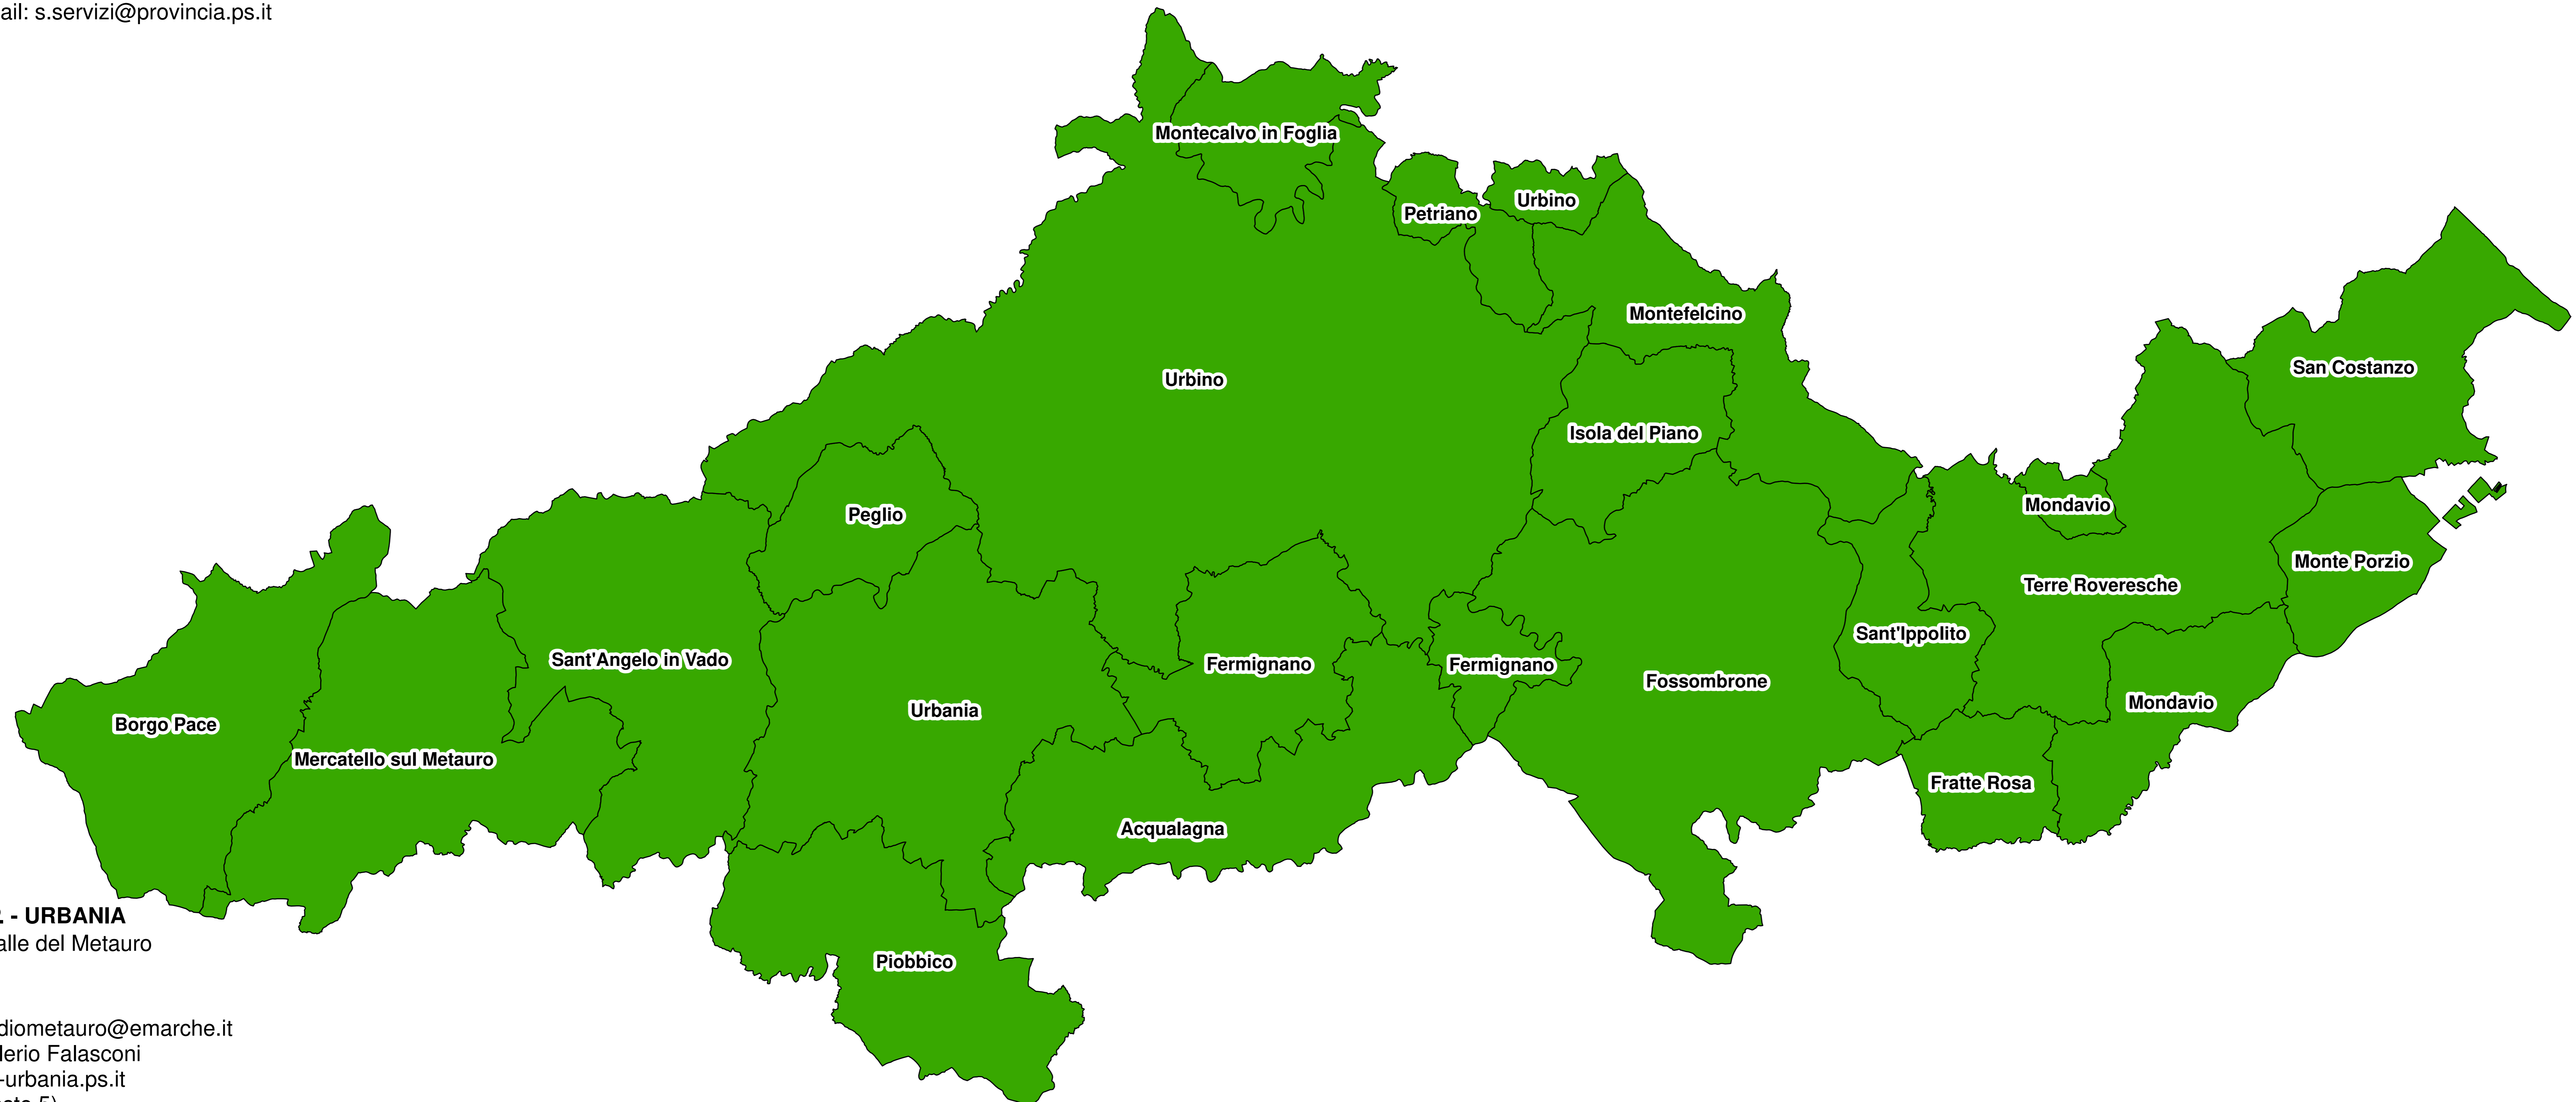 ail: s.servizi@provincia.ps.it
Montecalvo in Foglia
Urbino
Petriano
Montefelcino
San Costanzo
Urbino
Isola del Piano
Mondavio
Peglio
Monte Porzio
Terre Roveresche
Sant'Ippolito
Sant'Angelo in Vado
Fermignano
Fermignano
Fossombrone
Mondavio
Urbania
Borgo Pace
Mercatello sul Metauro
Fratte Rosa
Acqualagna
Piobbico
. - URBANIA
alle del Metauro
diometauro@emarche.it
lerio Falasconi
-urbania.ps.it